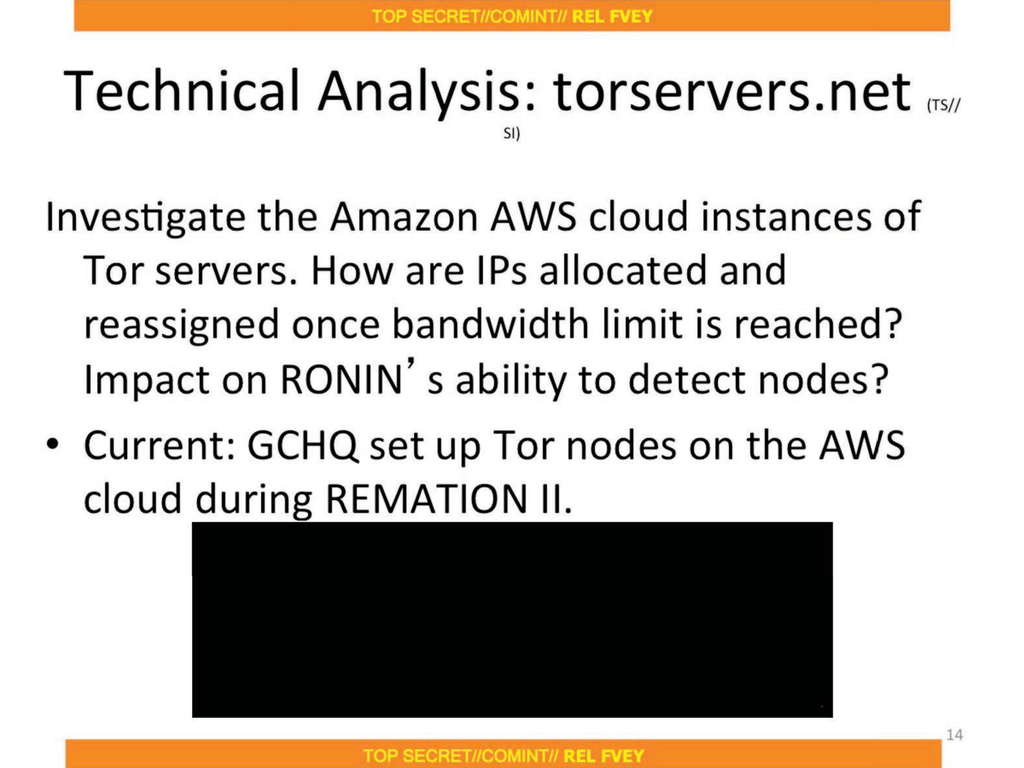 TOP SECRET//COMINT// REL FVEY
Technical Analysis: torservers.net (TS//
SI)
Investigate the Amazon AWS cloud instances of
Tor servers. How are IPs allocated and
reassigned once bandwidth limit is reached?
Impact on RONIN’s ability to detect nodes?
• Current: GCHQ set up Tor nodes on the AWS
cloud during REMATION II.
14
TOP SECRET//COMINT// REL FVEY